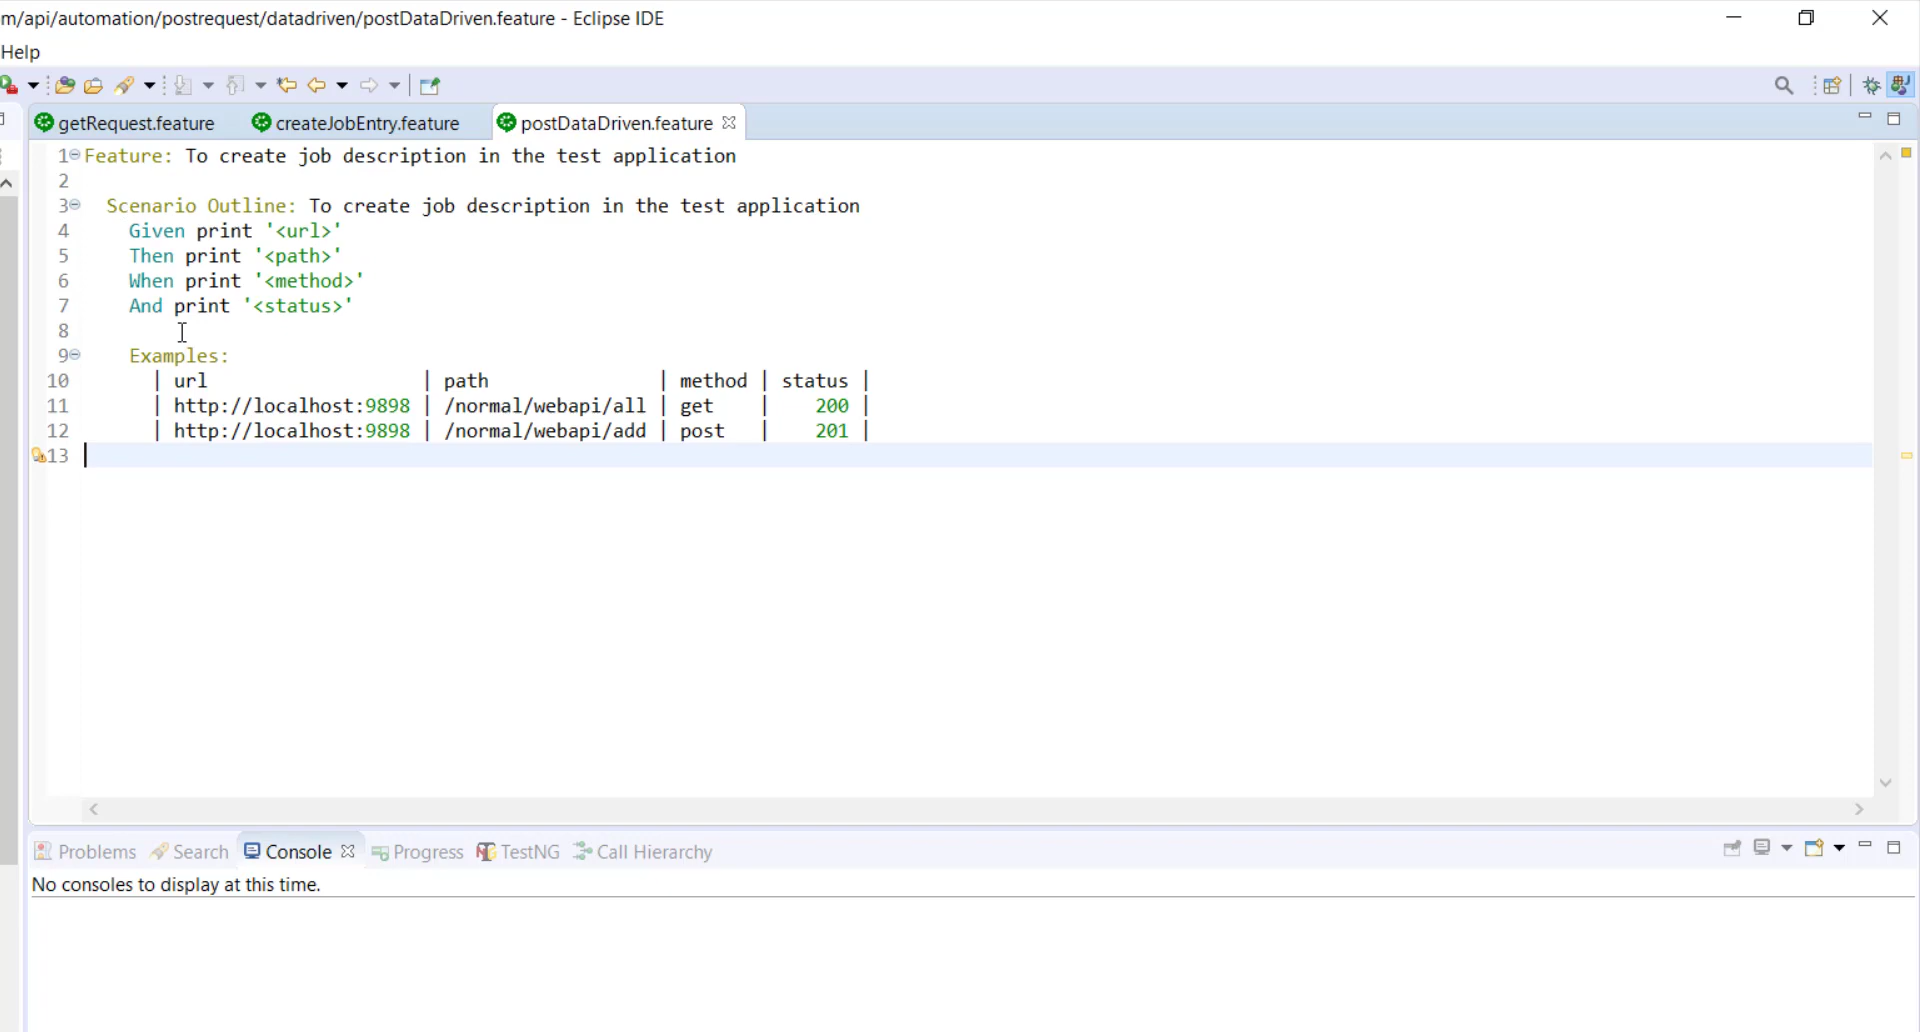 m/api/automation/postrequest/datadriven/postDataDriven.feature - Eclipse IDE
Help
getRequest.feature createJobEntry.feature postDataDriven.feature
1 Feature: To create job description in the test application
2
3 Scenario Outline: To create job description in the test application
4 Given print '<url>'
5 Then print '<path>'
6 When print '<method>'
7 And print '<status>'
8
9 Examples:
10 | url | path | method | status |
11 | http://localhost:9898 | /normal/webapi/all | get | 200 |
12 | http://localhost:9898 | /normal/webapi/add | post | 201 |
13
Problems Search Console Progress TestNG Call Hierarchy
No consoles to display at this time.